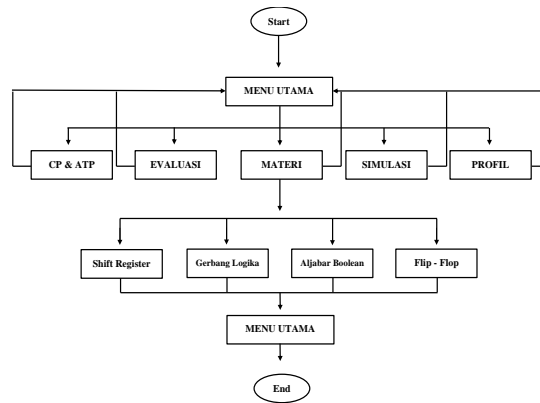 Start
MENU UTAMA
CP & ATP
EVALUASI
MATERI
SIMULASI
PROFIL
Shift Register
Gerbang Logika
Aljabar Boolean
Flip - Flop
MENU UTAMA
End